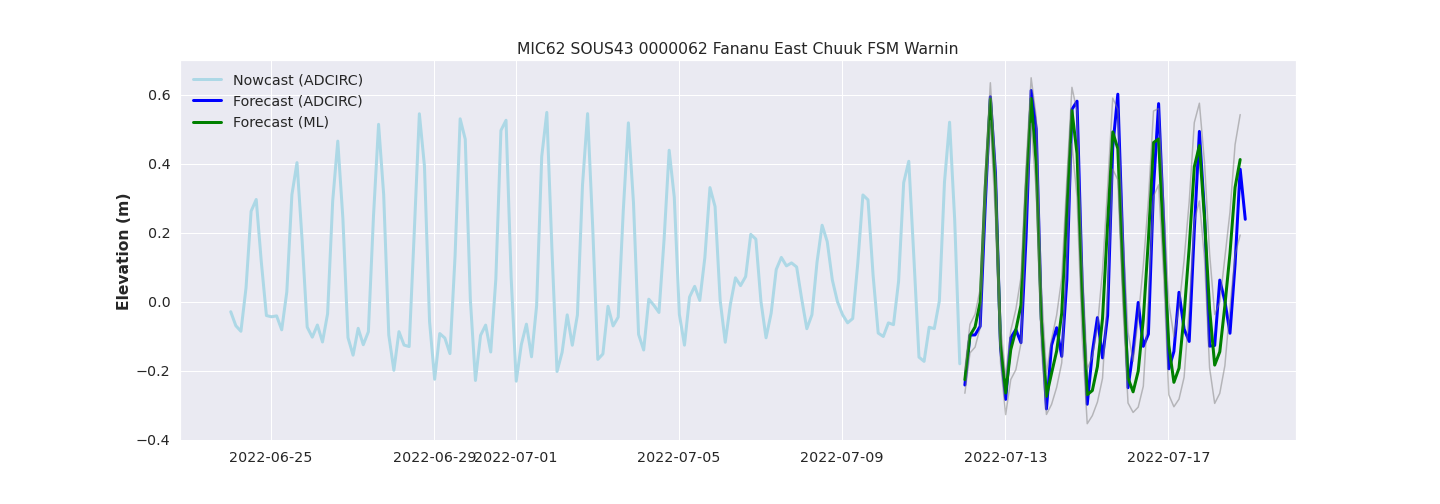 MIC62 SOUS43 0000062 Fananu East Chuuk FSM Warnin
Nowcast (ADCIRC)
Forecast (ADCIRC)
Forecast (ML)
Elevation (m)
0.6
0.4
0.2
0.0
−0.2
−0.4
2022-06-25
2022-06-29
2022-07-01
2022-07-05
2022-07-09
2022-07-13
2022-07-17